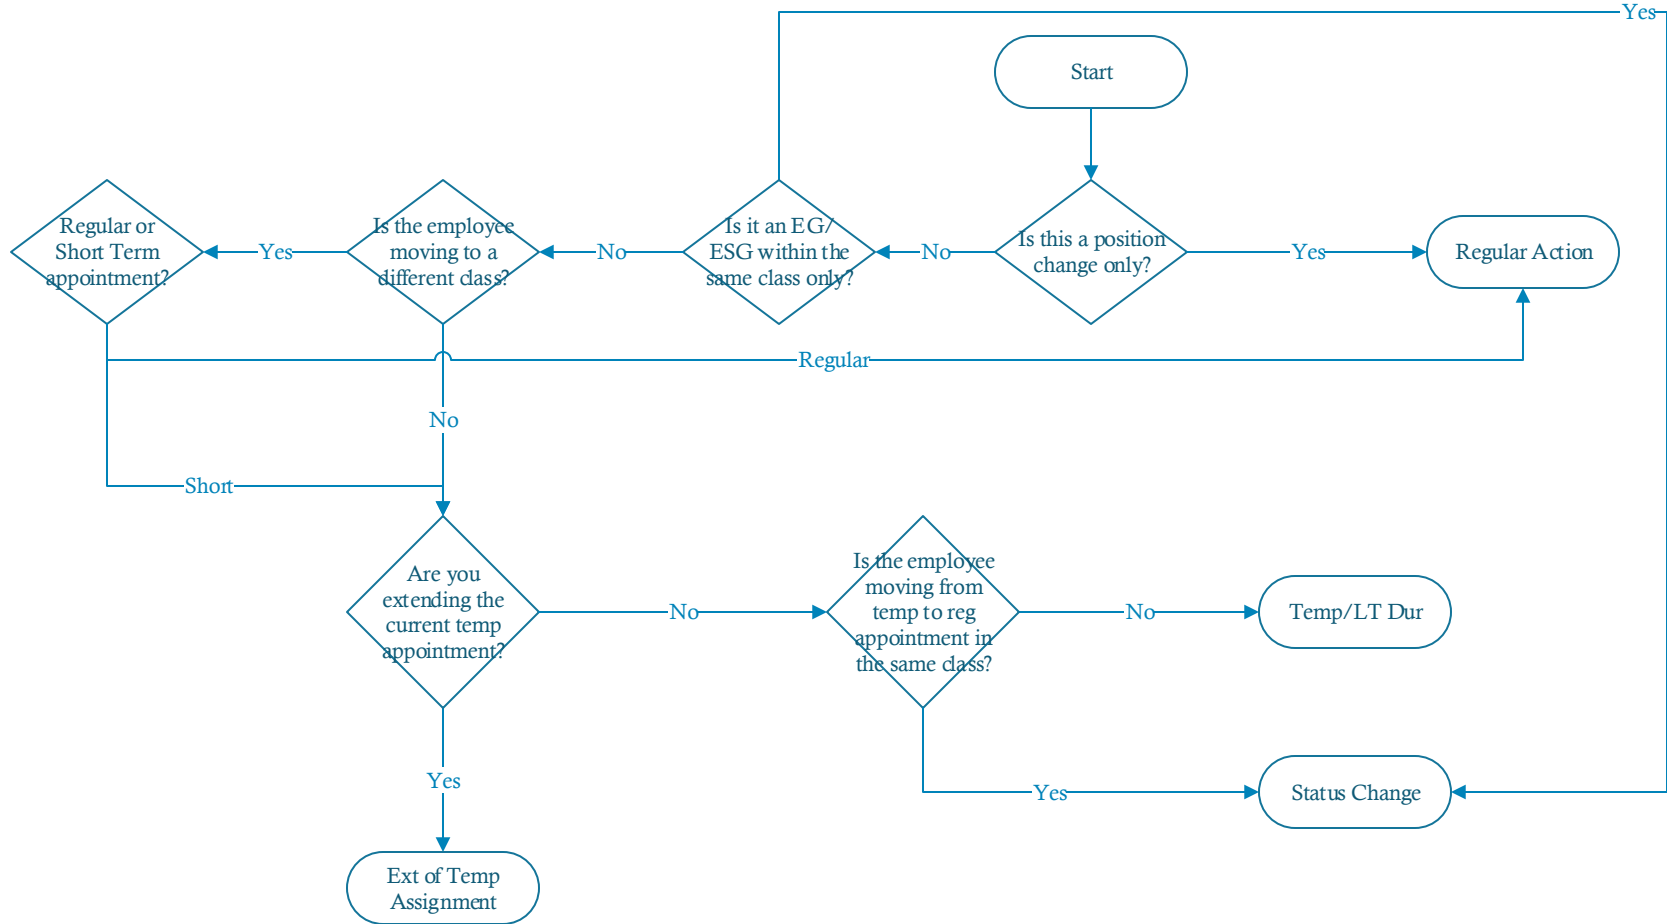 Yes
Start
Regular or
Short Term
appointment?
Yes
Is the employee
moving to a
different class?
No
Is it an EG/
ESG within the
same class only?
No
Is this a position
change only?
Yes
Regular Action
Regular
No
Short
Are you
extending the
current temp
appointment?
No
Is the employee
moving from
temp to reg
appointment in
the same class?
No
Temp/LT Dur
Yes
Yes
Status Change
Ext of Temp
Assignment